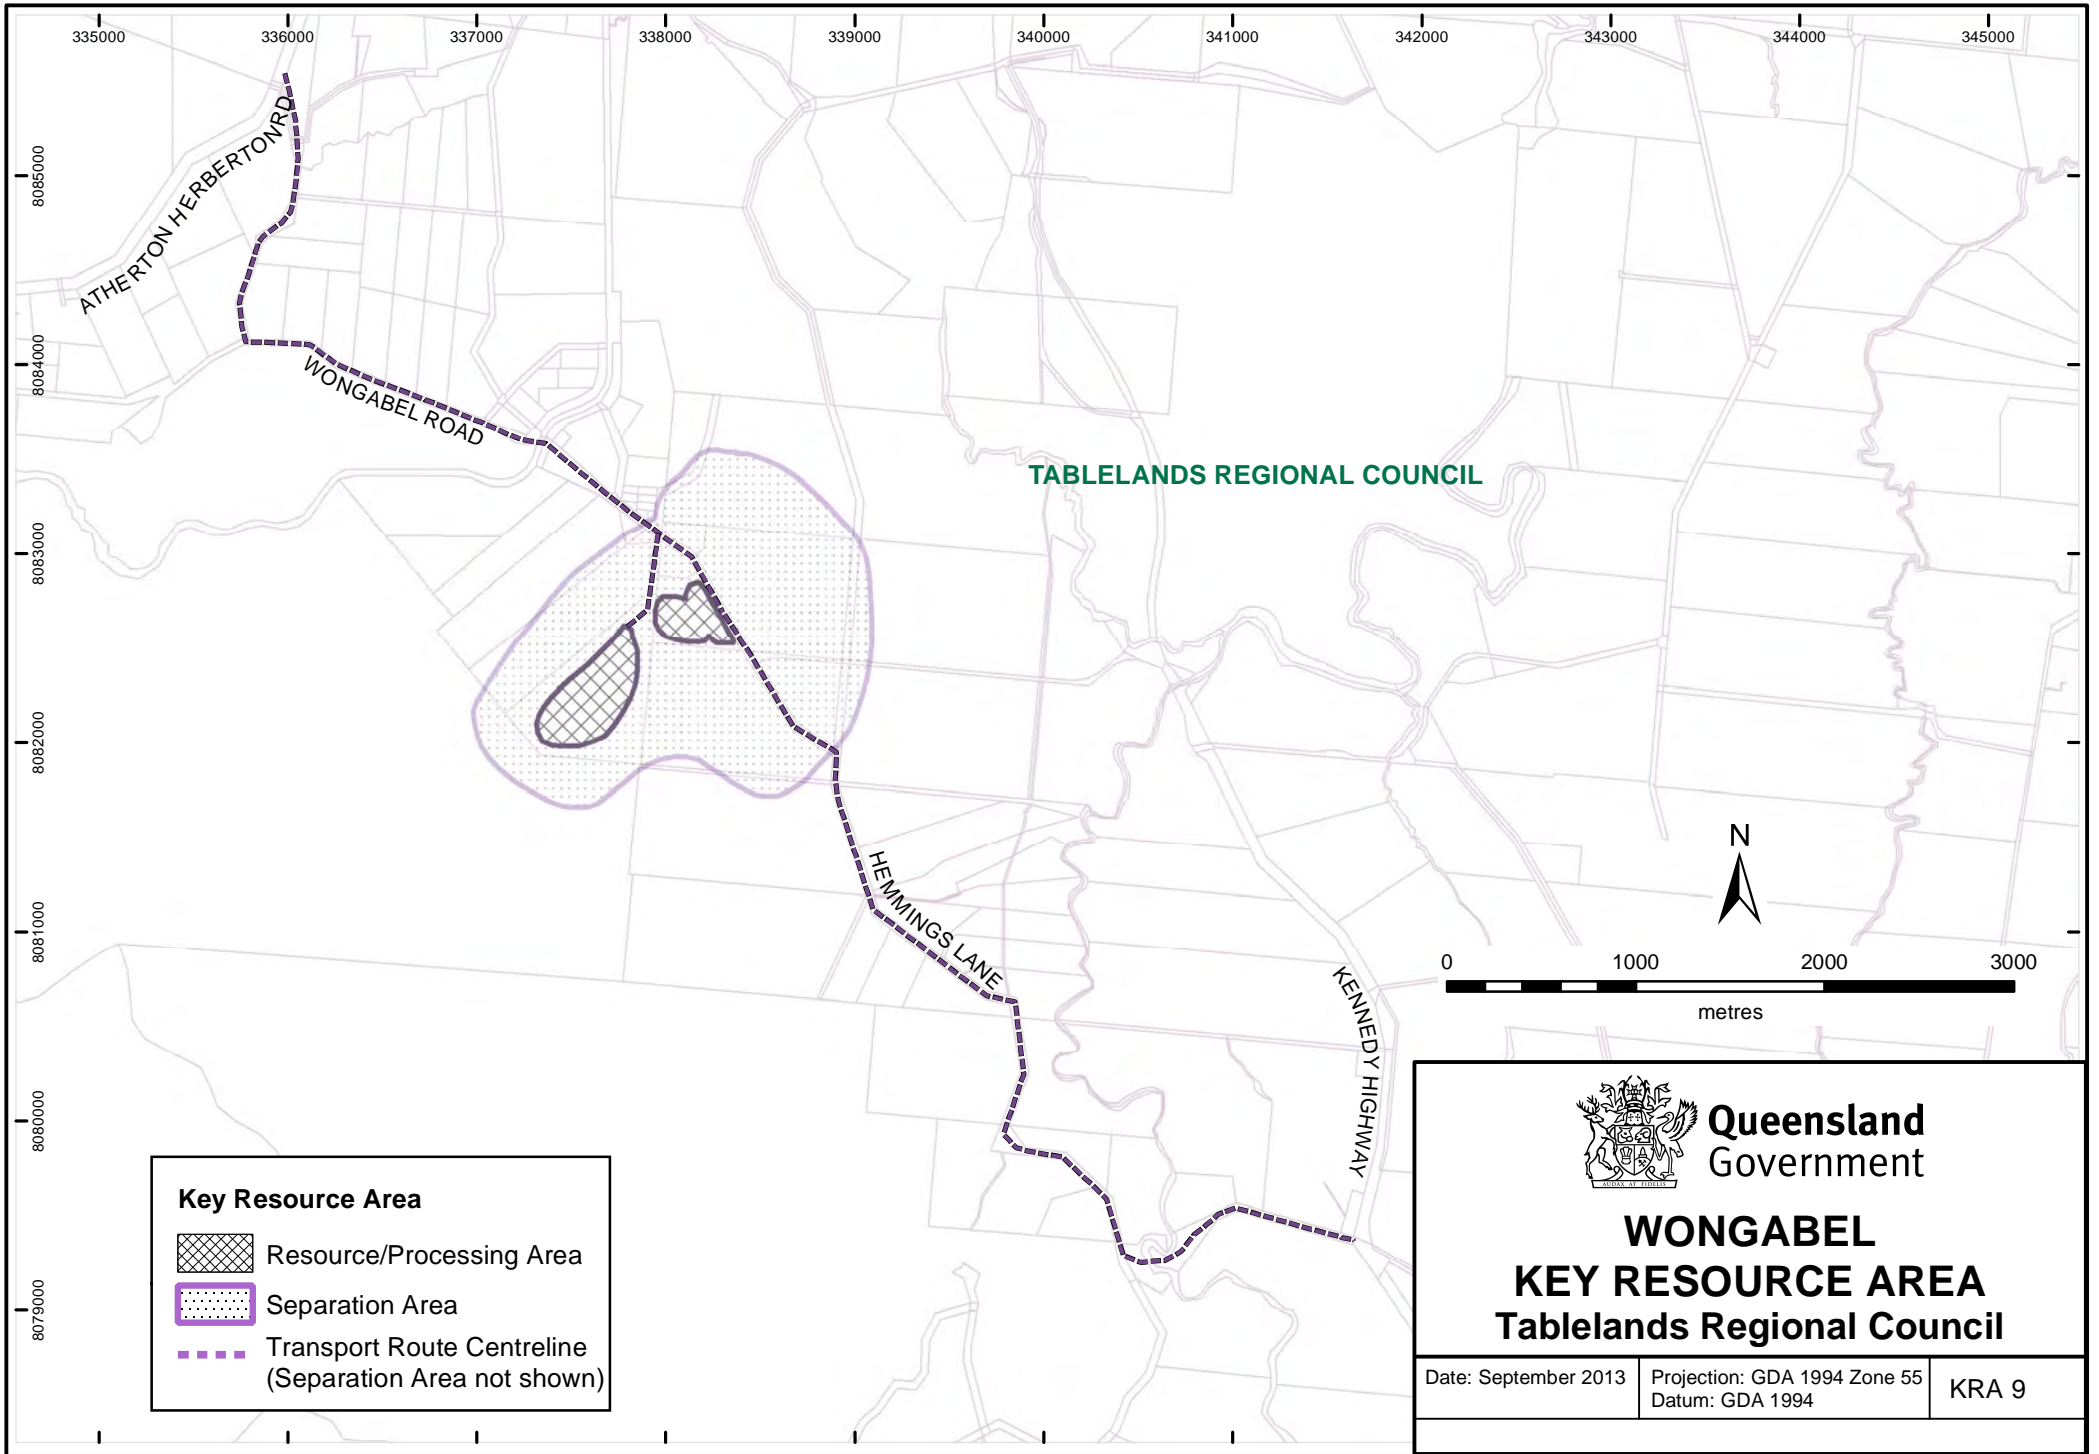 335000
336000
337000
338000
339000
340000
341000
342000
343000
344000
345000
8085000
8084000
8083000
8082000
8081000
8080000
8079000
ATHERTON HERBERTON RD
WONGABEL ROAD
TABLELANDS REGIONAL COUNCIL
HEMMINGS LANE
KENNEDY HIGHWAY
N
0
1000
2000
3000
metres
Key Resource Area
Resource/Processing Area
Separation Area
Transport Route Centreline
(Separation Area not shown)
AUDAX AT FIDELIS
Queensland
Government
WONGABEL
KEY RESOURCE AREA
Tablelands Regional Council
Date: September 2013
Projection: GDA 1994 Zone 55
Datum: GDA 1994
KRA 9